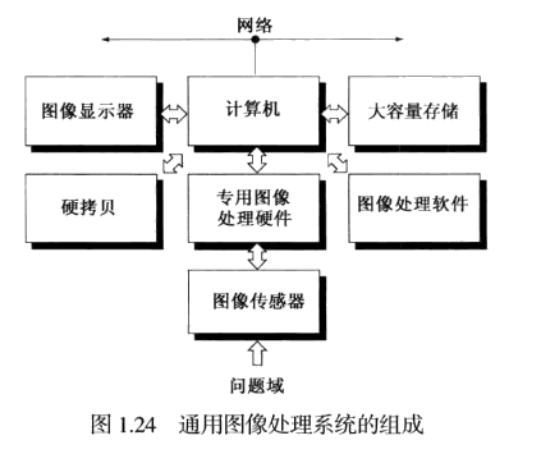 网络
图像显示器
计算机
大容量存储
硬拷贝
专用图像
处理硬件
图像处理软件
图像传感器
问题域
图 1.24 通用图像处理系统的组成